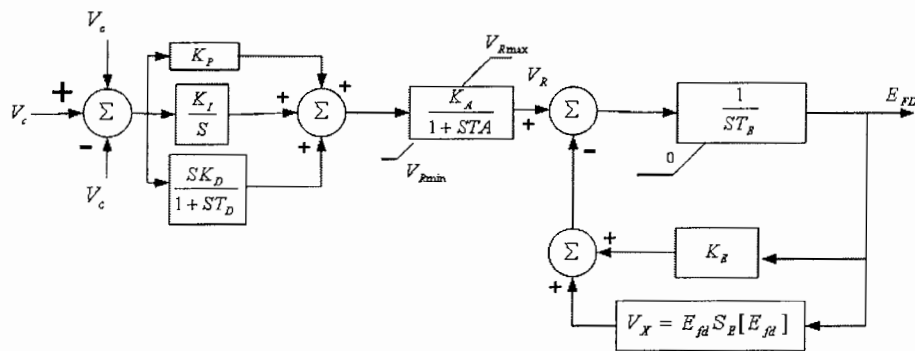 V_c
V_c
+
Σ
-
V_c
K_P
K_I
S
SK_D
1 + ST_D
+
+
+
Σ
V_Rmax
K_A
1 + STA
V_Rmin
V_R
+
Σ
-
1
ST_E
0
E_FD
Σ
+
+
K_E
V_X = E_fd S_E [E_fd]